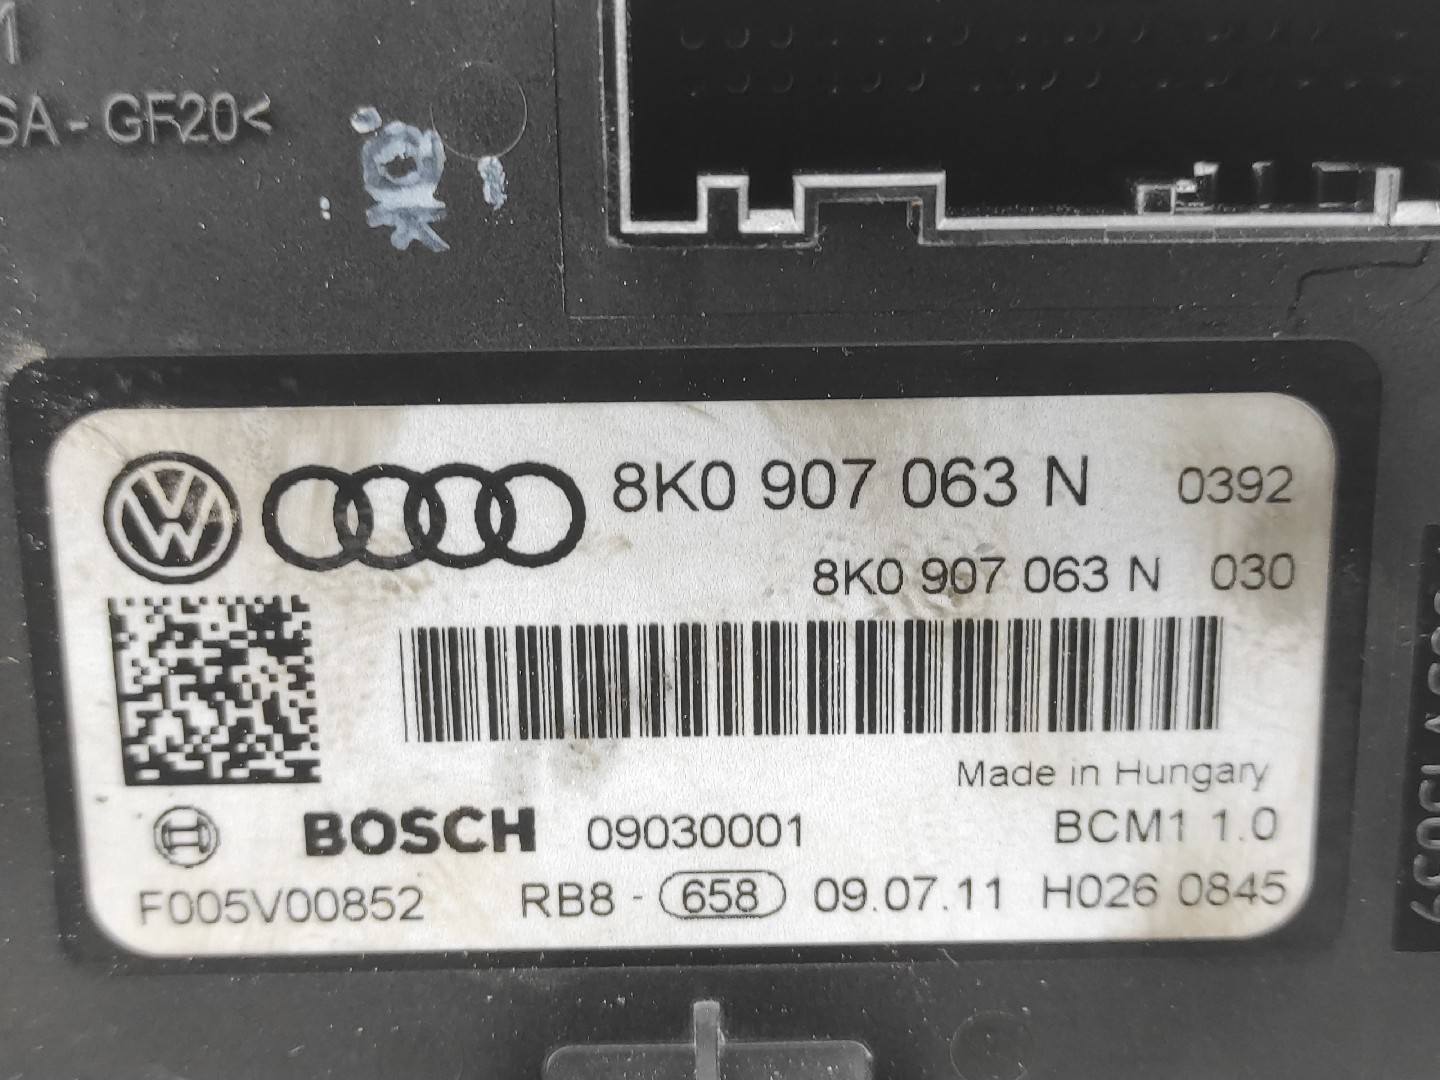 SA-GF20<
OK
8K0 907 063 N 0392
8K0 907 063 N 030
Made in Hungary
BOSCH 09030001 BCM1 1.0
F005V00852 RB8 - 658 09.07.11 H026 0845